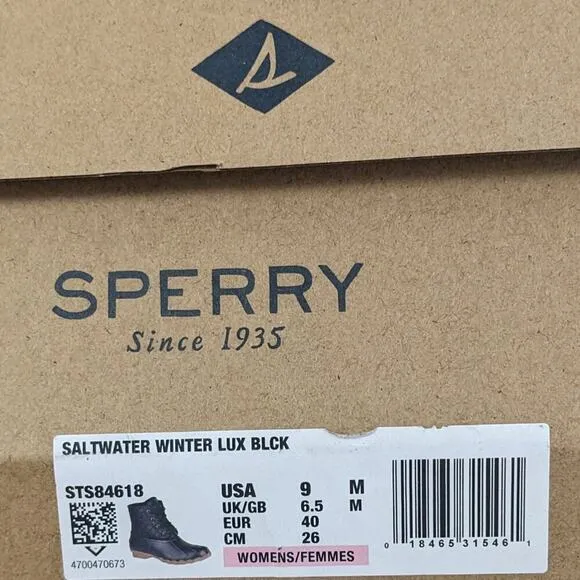 SPERRY
Since 1935
SALTWATER WINTER LUX BLCK
STS84618
4700470673
USA 9 M
UK/GB 6.5 M
EUR 40
CM 26
WOMENS/FEMMES
0 18465 31546 1